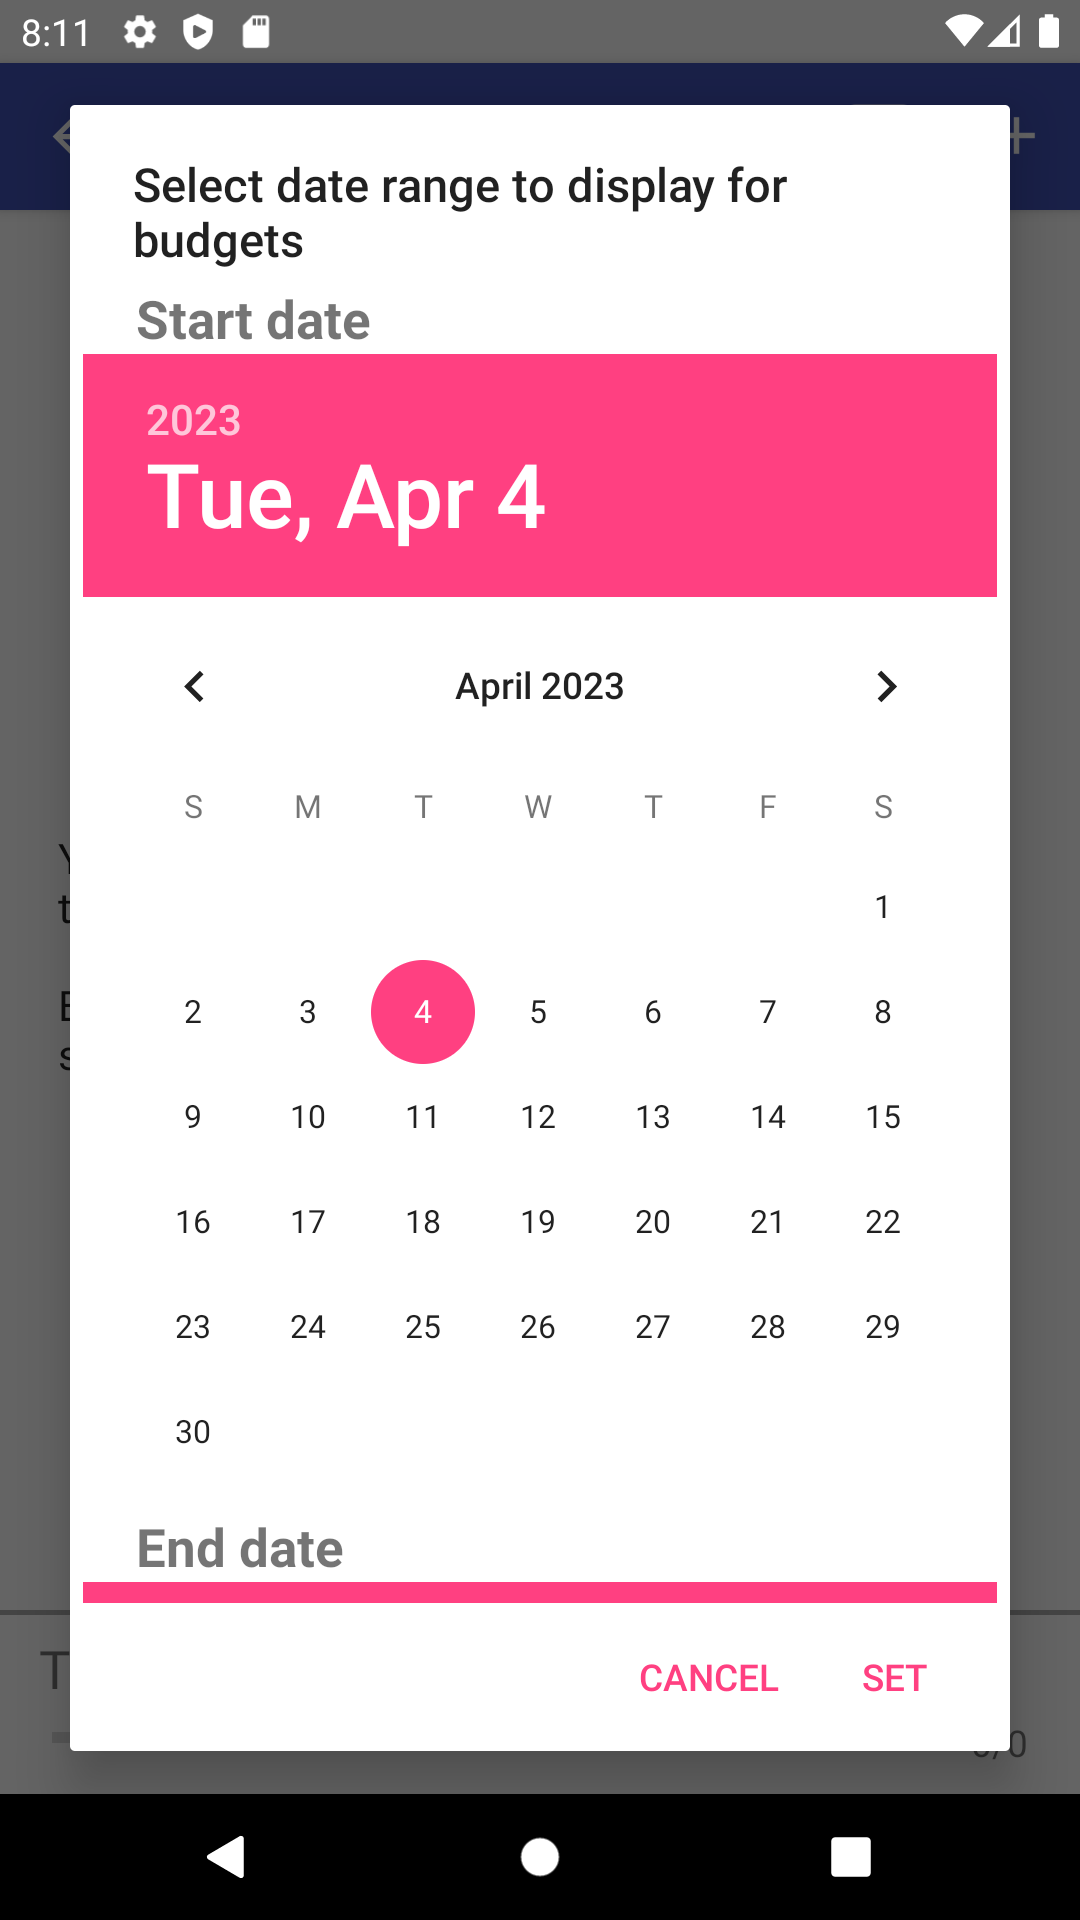 8:11
Select date range to display for
budgets
Start date
2023
Tue, Apr 4
April 2023
S M T W T F S
1
2 3 4 5 6 7 8
9 10 11 12 13 14 15
16 17 18 19 20 21 22
23 24 25 26 27 28 29
30
End date
CANCEL SET